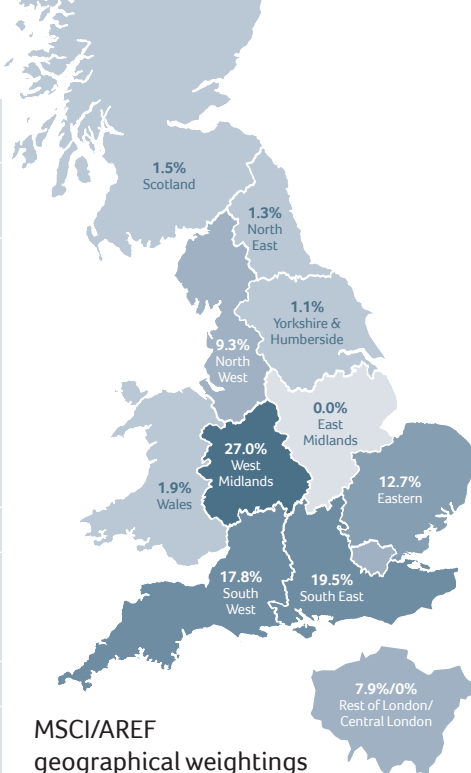 1.5%
Scotland
1.3%
North
East
1.1%
Yorkshire &
Humberside
9.3%
North
West
0.0%
East
Midlands
27.0%
West
Midlands
12.7%
Eastern
1.9%
Wales
17.8%
South
West
19.5%
South East
7.9%/0%
Rest of London/
Central London
MSCI/AREF
geographical weightings